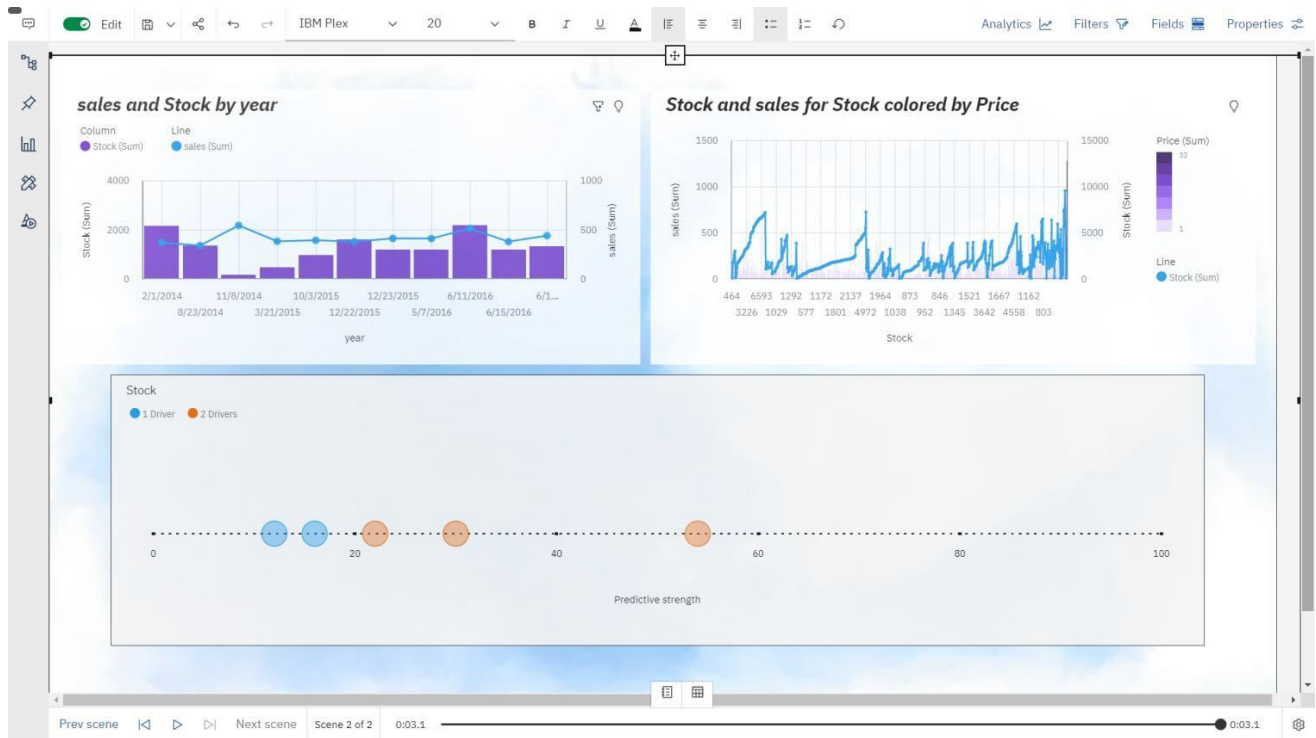 Edit IBM Plex 20 B I U A Analytics Filters Fields Properties
sales and Stock by year
Column Line
Stock (Sum) sales (Sum)
4000 1000
2000 500
0 0
Stock (Sum)
sales (Sum)
2/1/2014 11/8/2014 10/3/2015 12/23/2015 6/11/2016 6/1...
8/23/2014 3/21/2015 12/22/2015 5/7/2016 6/15/2016
year
Stock and sales for Stock colored by Price
1500 15000
1000 10000
500 5000
0 0
sales (Sum)
Stock (Sum)
464 6593 1292 1172 2137 1964 873 846 1521 1667 1162
3226 1029 577 1801 4972 1038 952 1345 3642 4558 803
Stock
Price (Sum)
33
1
Line
Stock (Sum)
Stock
1 Driver 2 Drivers
0 20 40 60 80 100
Predictive strength
Prev scene Next scene Scene 2 of 2 0:03.1 0:03.1